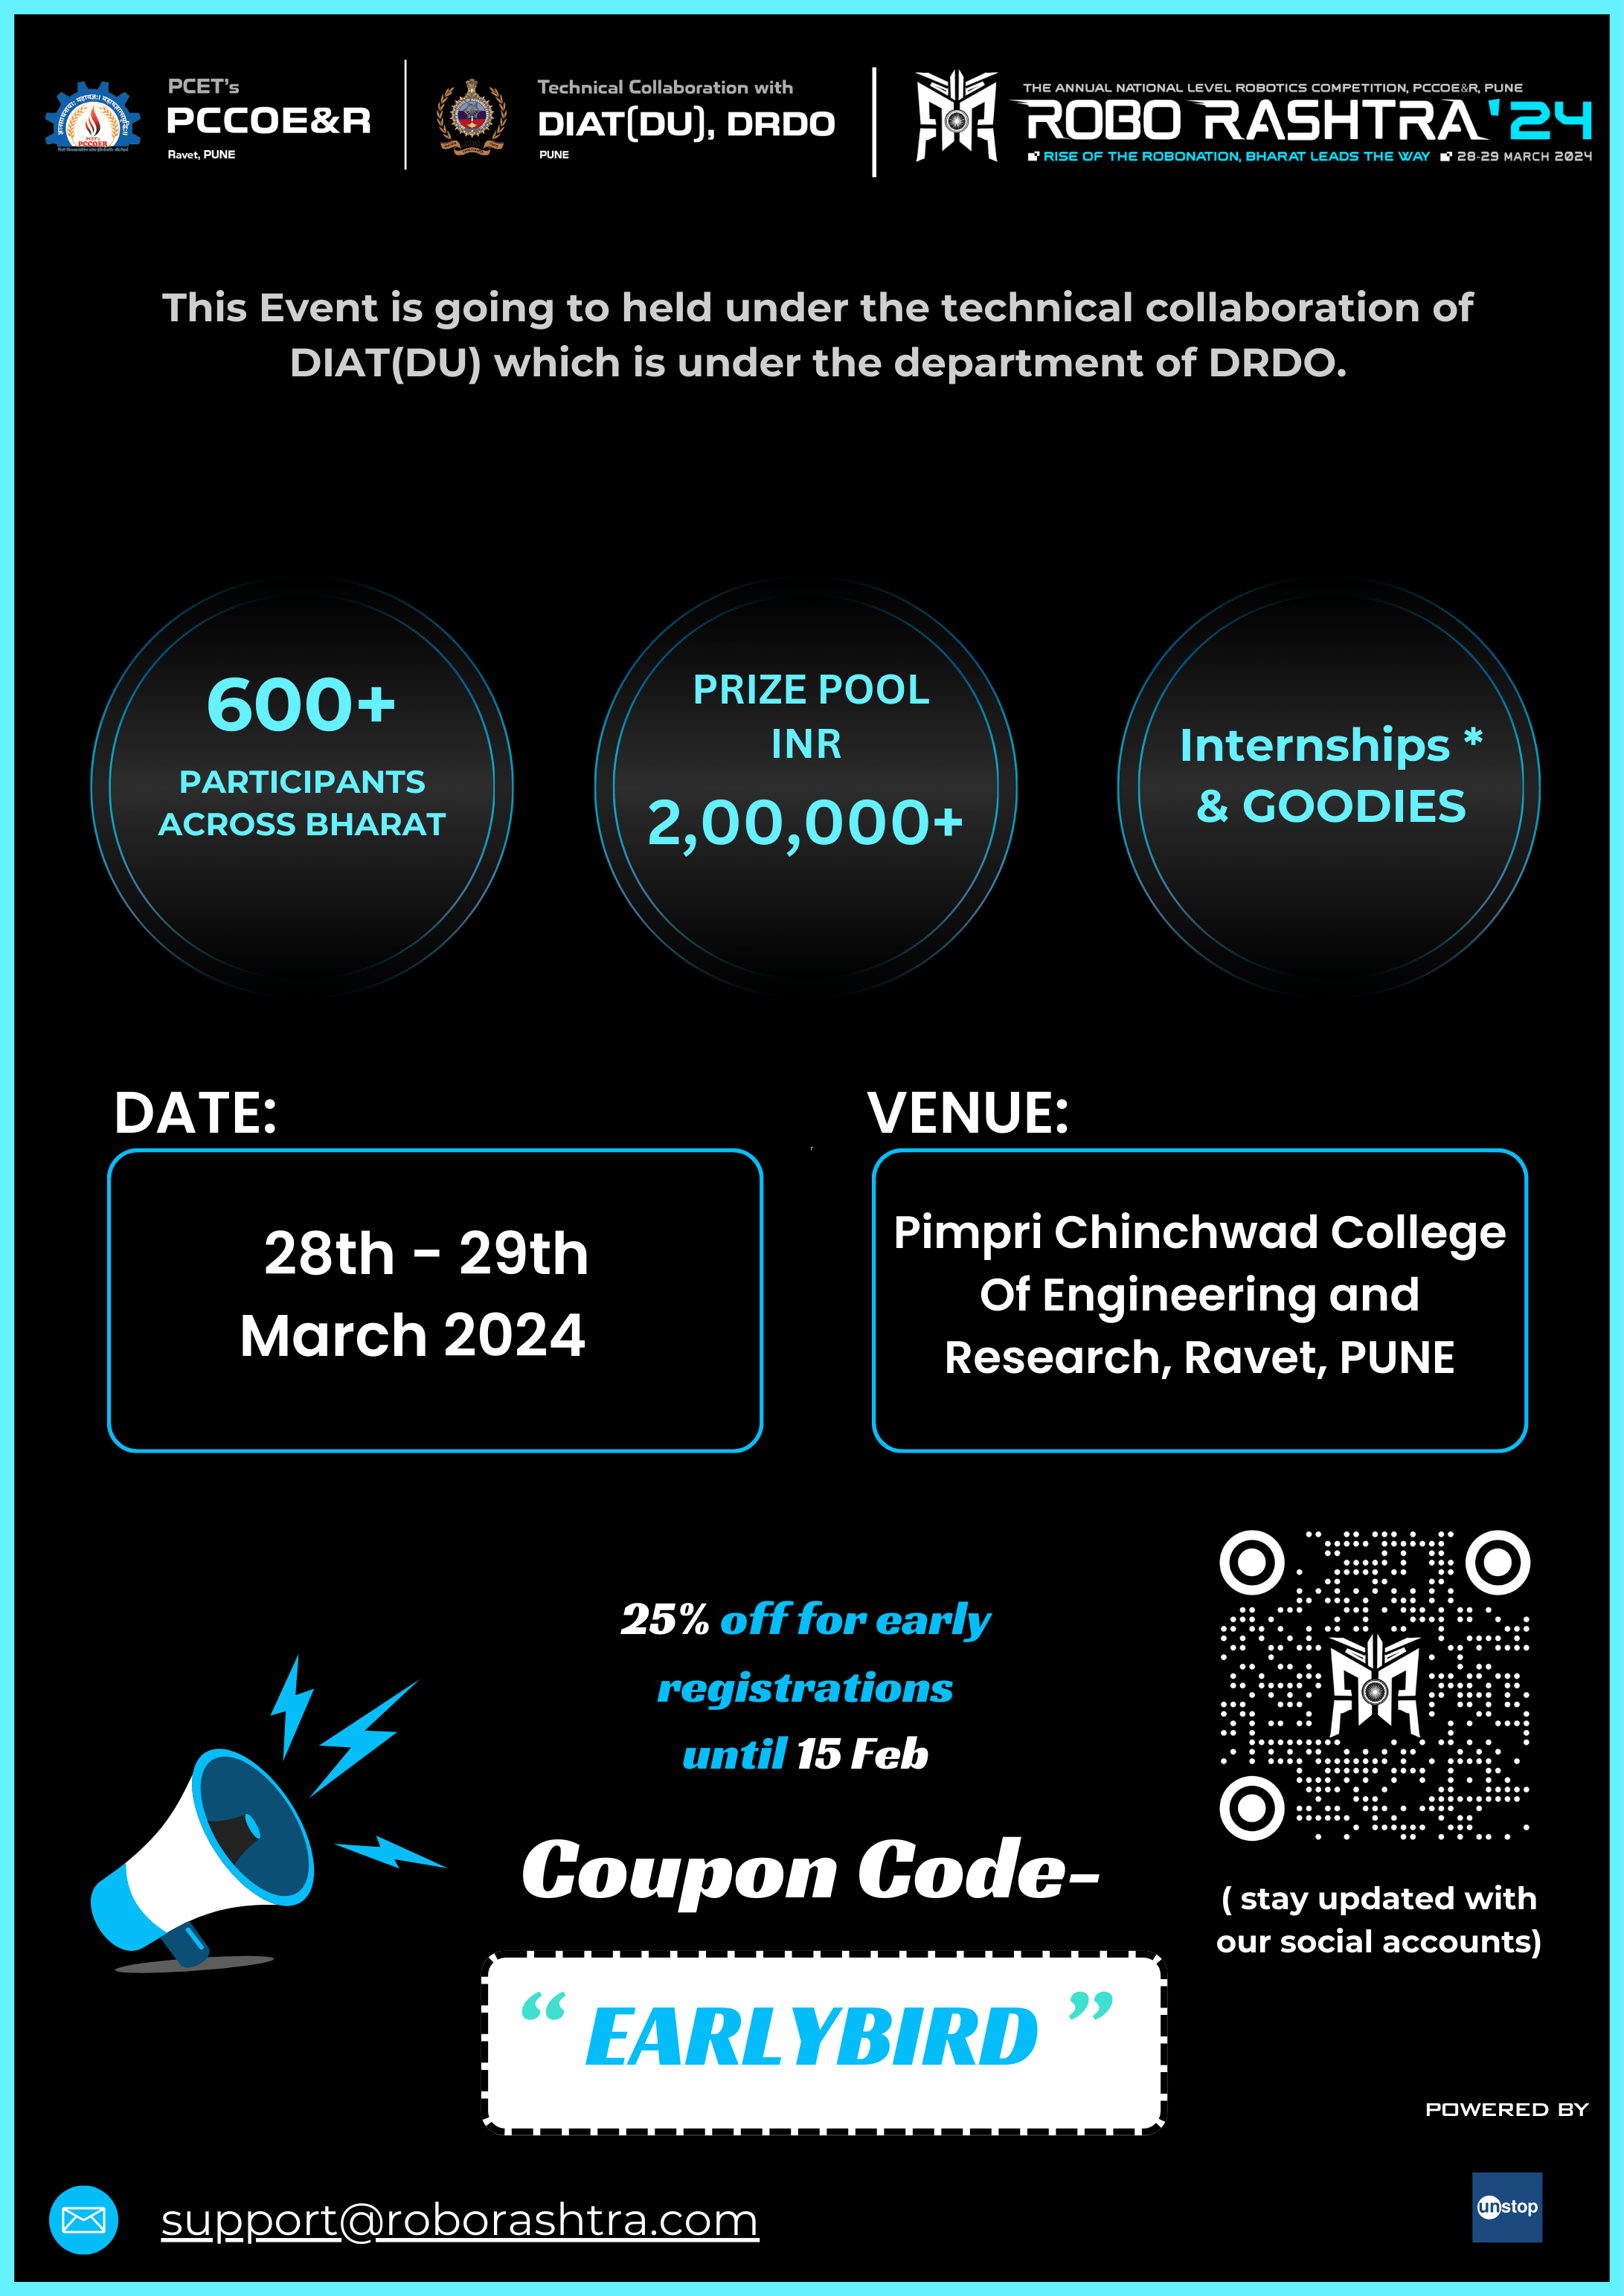 PCET's
PCCOE&R
Ravet, PUNE
PCET's
PCCOER
Technical Collaboration with
DIAT(DU), DRDO
PUNE
THE ANNUAL NATIONAL LEVEL ROBOTICS COMPETITION, PCCOE&R, PUNE
ROBO RASHTRA'24
RISE OF THE ROBONATION, BHARAT LEADS THE WAY 28-29 MARCH 2024
This Event is going to held under the technical collaboration of
DIAT(DU) which is under the department of DRDO.
600+
PARTICIPANTS
ACROSS BHARAT
PRIZE POOL
INR
2,00,000+
Internships *
& GOODIES
DATE:
28th - 29th
March 2024
VENUE:
Pimpri Chinchwad College
Of Engineering and
Research, Ravet, PUNE
25% off for early
registrations
until 15 Feb
Coupon Code-
“ EARLYBIRD ”
( stay updated with
our social accounts)
POWERED BY
unstop
support@roborashtra.com